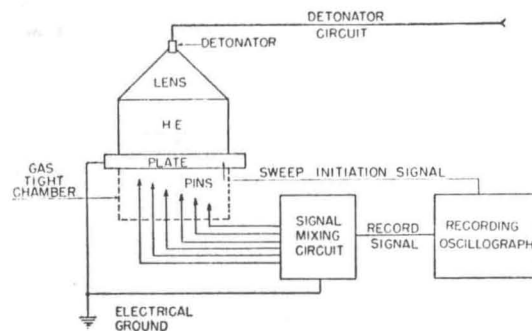 DETONATOR
CIRCUIT
DETONATOR
LENS
H E
PLATE
GAS
TIGHT
CHAMBER
PINS
SWEEP INITIATION SIGNAL
SIGNAL
MIXING
CIRCUIT
RECORD
SIGNAL
RECORDING
OSCILLOGRAPH
ELECTRICAL
GROUND